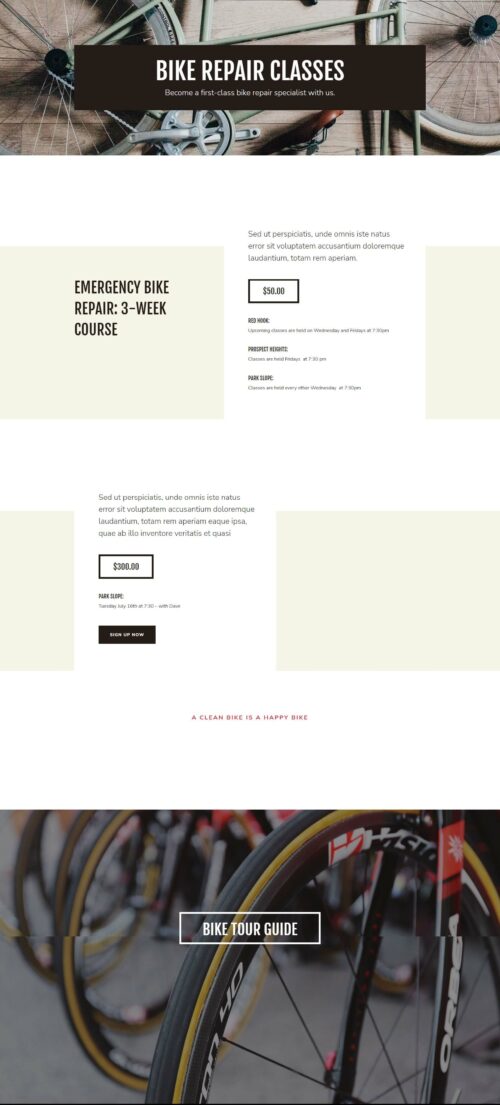 BIKE REPAIR CLASSES
Become a first-class bike repair specialist with us.
Sed ut perspiciatis, unde omnis iste natus
error sit voluptatem accusantium doloremque
laudantium, totam rem aperiam.
EMERGENCY BIKE
REPAIR: 3-WEEK
COURSE
$50.00
RED HOOK:
Upcoming classes are held on Wednesday and Fridays at 7:30pm
PROSPECT HEIGHTS:
Classes are held Fridays at 7:30 pm
PARK SLOPE:
Classes are held every other Wednesday at 7:30pm
Sed ut perspiciatis, unde omnis iste natus
error sit voluptatem accusantium doloremque
laudantium, totam rem aperiam eaque ipsa,
quae ab illo inventore veritatis et quasi
$300.00
PARK SLOPE:
Tuesday July 16th at 7:30 - with Dave
SIGN UP NOW
A CLEAN BIKE IS A HAPPY BIKE
BIKE TOUR GUIDE
ORBEA